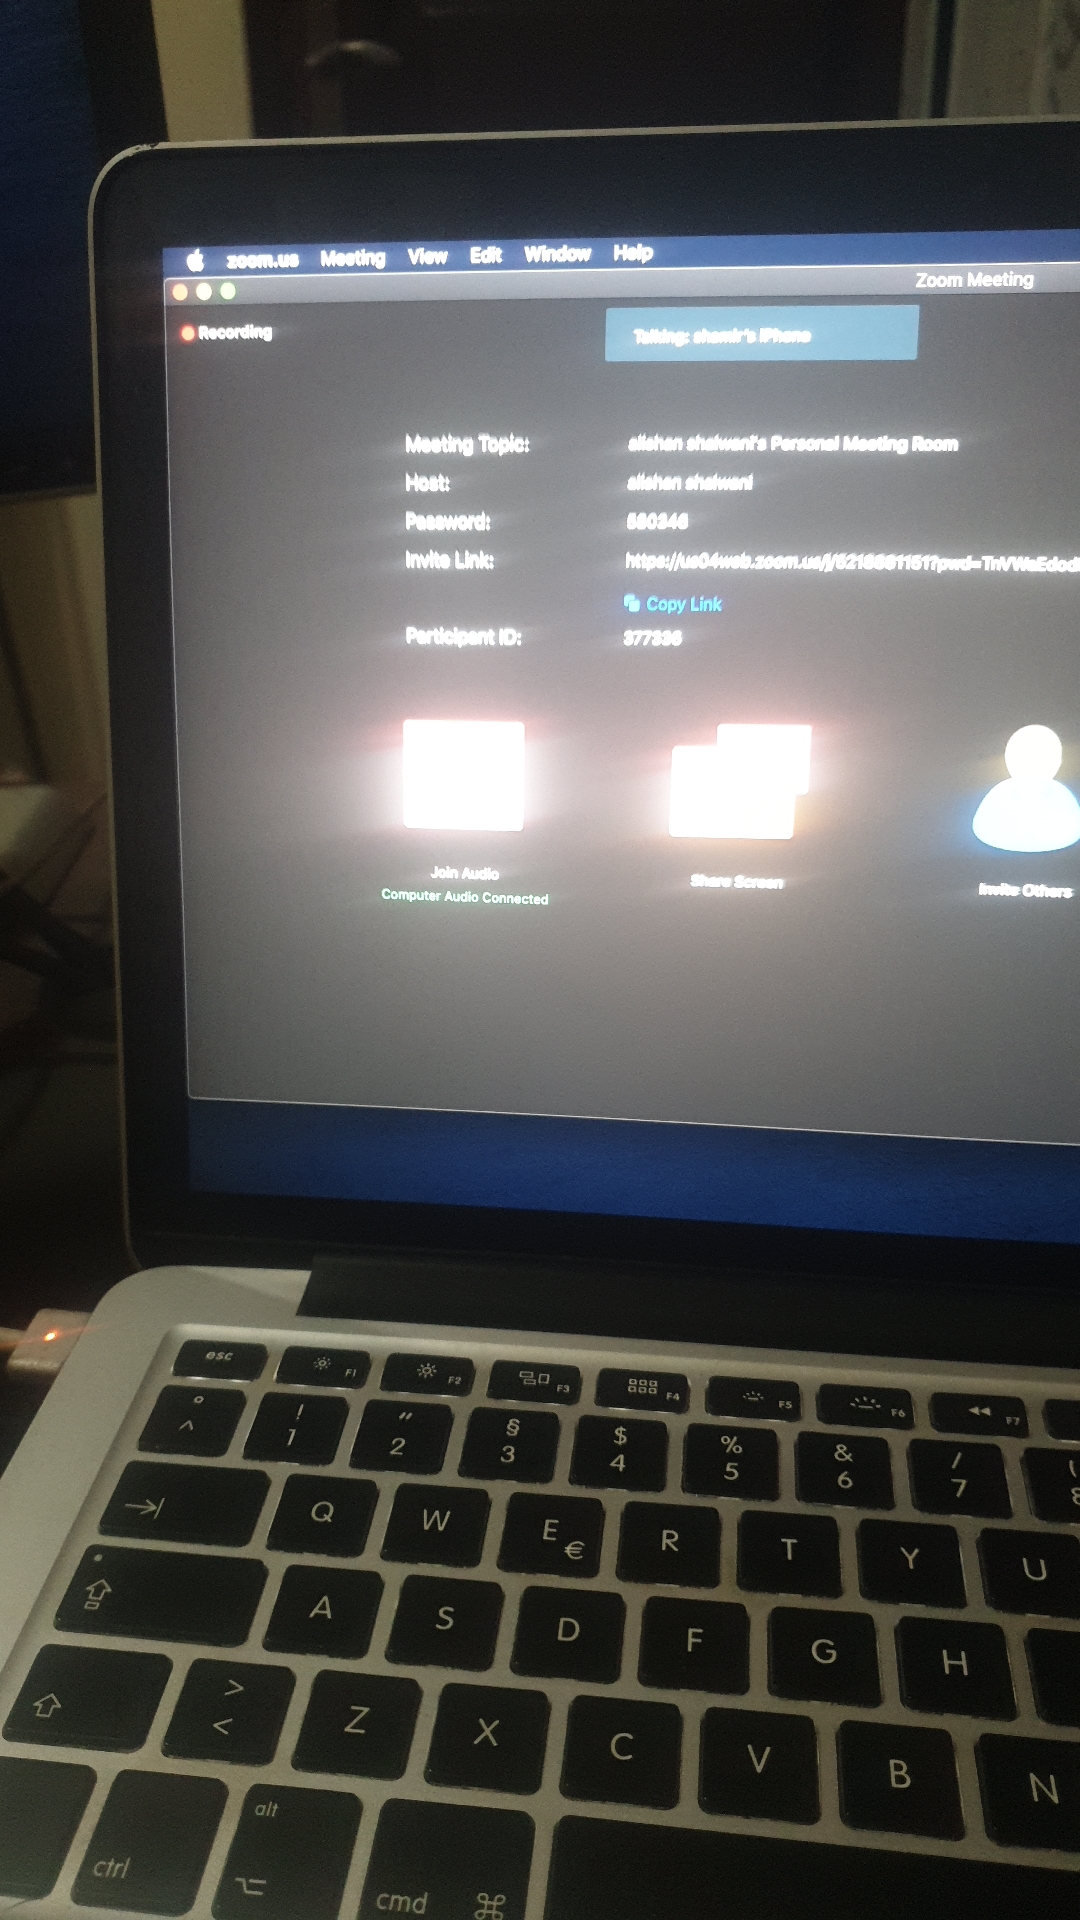 zoom.us Meeting View Edit Window Help
Zoom Meeting
Recording
Talking: shamir's iPhone
Meeting Topic: alishan shalwani's Personal Meeting Room
Host: alishan shalwani
Password:
Invite Link:
Copy Link
Participant ID: 377336
Join Audio
Computer Audio Connected
Share Screen
Invite Others
esc F1 F2 F3 F4 F5 F6 F7
° ! " § $ % & / (
^ 1 2 3 4 5 6 7 8
Q W E € R T Y U
A S D F G H
> < Z X C V B N
ctrl alt cmd